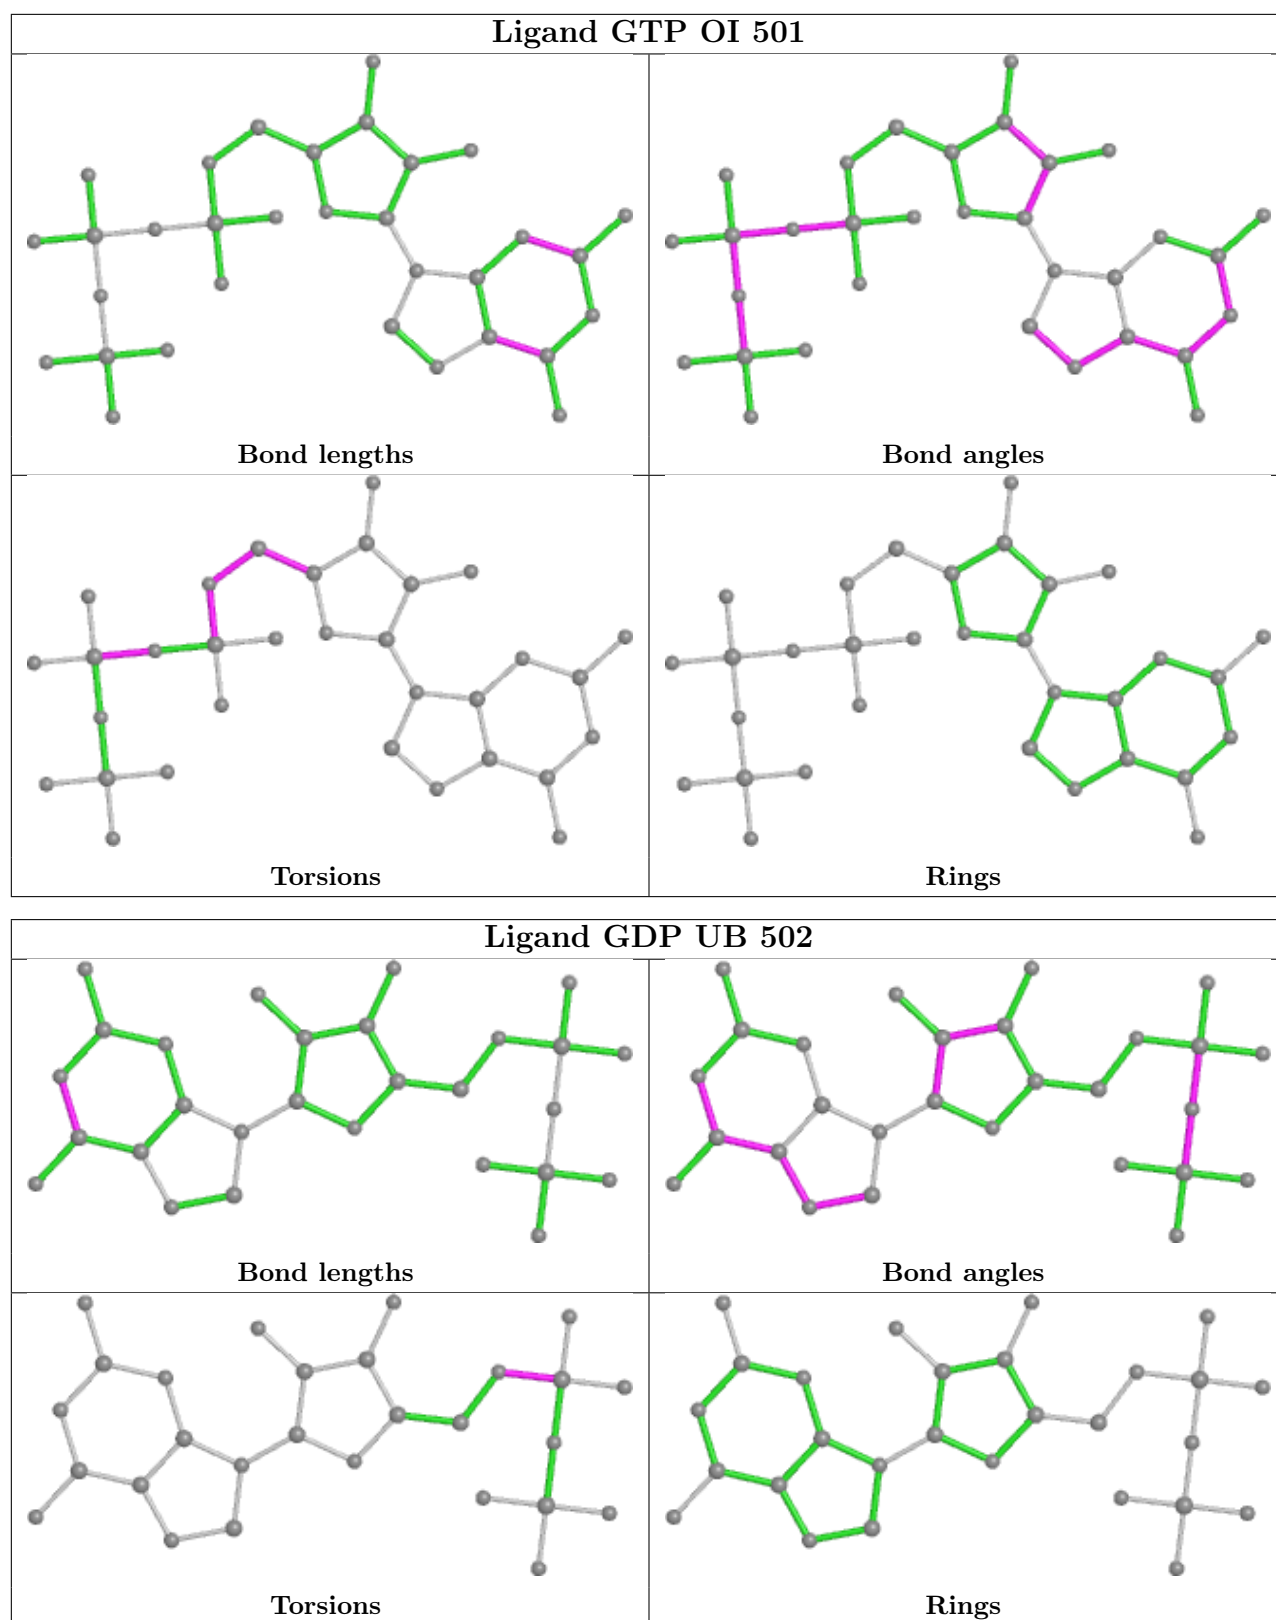 Ligand GTP OI 501
Bond lengths
Bond angles
Torsions
Rings
Ligand GDP UB 502
Bond lengths
Bond angles
Torsions
Rings